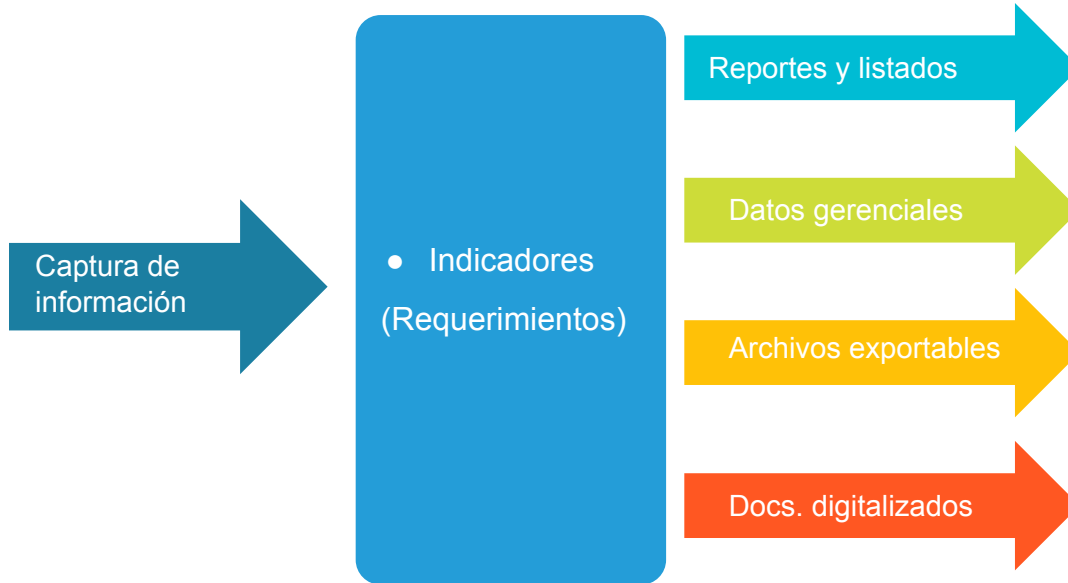 Captura de
información
● Indicadores
(Requerimientos)
Reportes y listados
Datos gerenciales
Archivos exportables
Docs. digitalizados